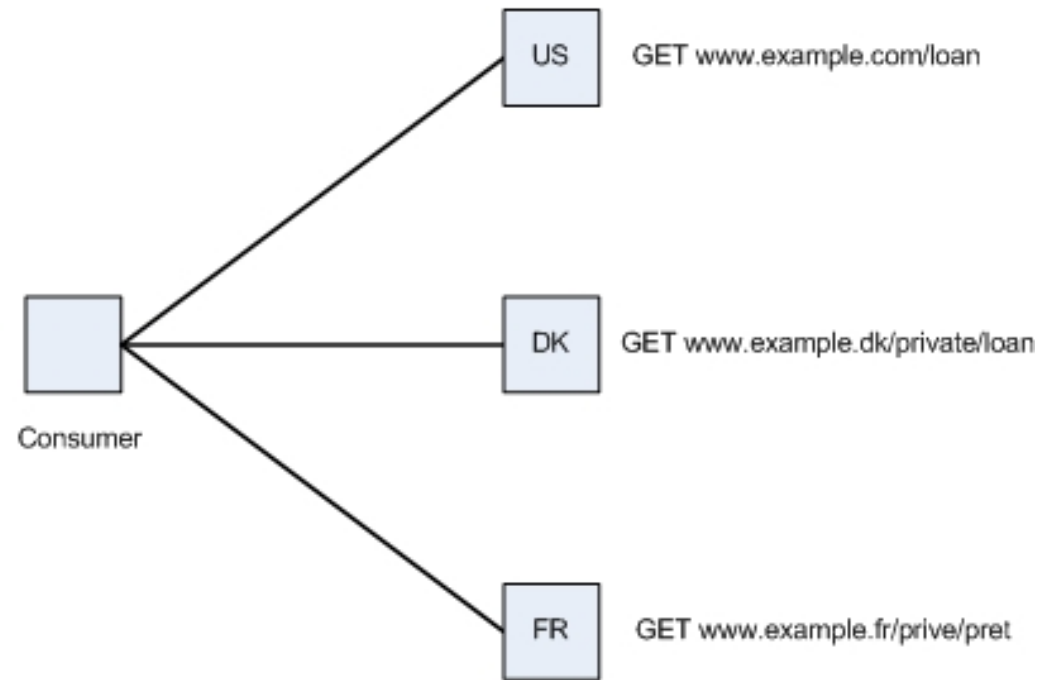 US GET www.example.com/loan
DK GET www.example.dk/private/loan
Consumer
FR GET www.example.fr/prive/pret